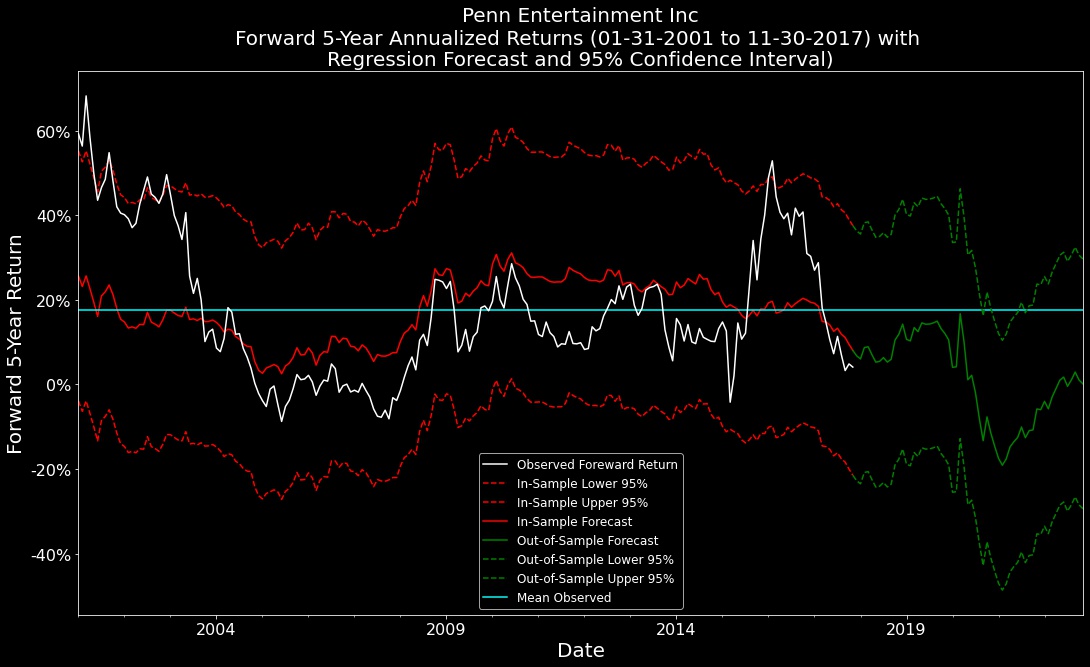 Penn Entertainment Inc
Forward 5-Year Annualized Returns (01-31-2001 to 11-30-2017) with
Regression Forecast and 95% Confidence Interval)
Forward 5-Year Return
60%
40%
20%
0%
-20%
-40%
Observed Foreward Return
In-Sample Lower 95%
In-Sample Upper 95%
In-Sample Forecast
Out-of-Sample Forecast
Out-of-Sample Lower 95%
Out-of-Sample Upper 95%
Mean Observed
2004
2009
2014
2019
Date